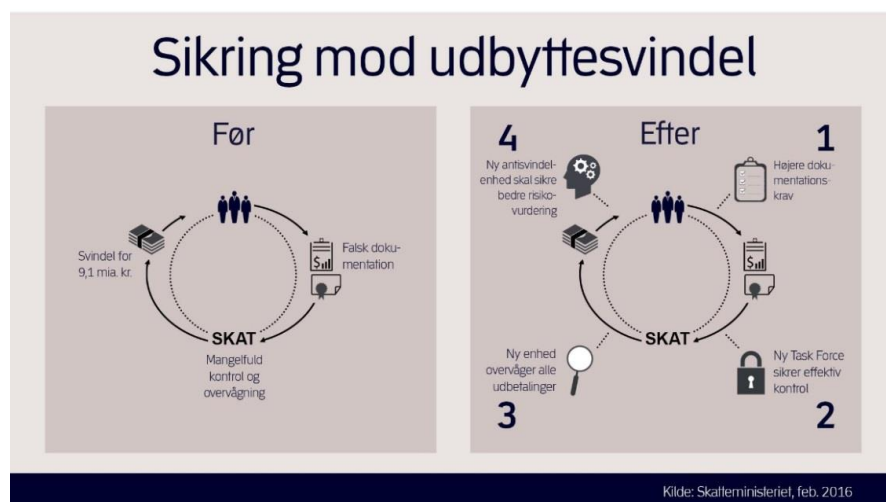 Sikring mod udbyttesvindel
Før
Svindel for
9,1 mia. kr.
Falsk doku-
mentation
$
SKAT
Mangelfuld
kontrol og
overvågning
Efter
1
Højere doku-
mentations-
krav
2
Ny Task Force
sikrer effektiv
kontrol
3
Ny enhed
overvåger alle
udbetalinger
4
Ny antisvindel-
enhed skal sikre
bedre risiko-
vurdering
$
SKAT
Kilde: Skatteministeriet, feb. 2016